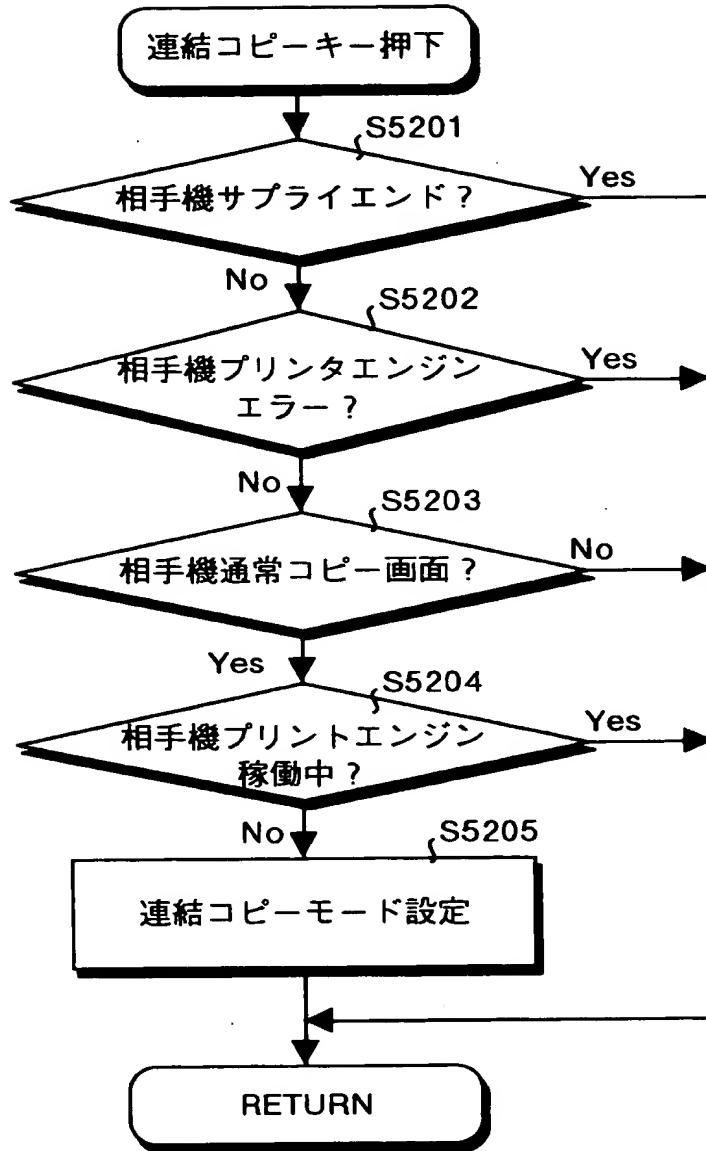 連結コピーキー押下
S5201
相手機サプライエンド?
Yes
No
S5202
相手機プリンタエンジン
エラー?
Yes
No
S5203
相手機通常コピー画面?
No
Yes
S5204
相手機プリントエンジン
稼働中?
Yes
No
S5205
連結コピーモード設定
RETURN